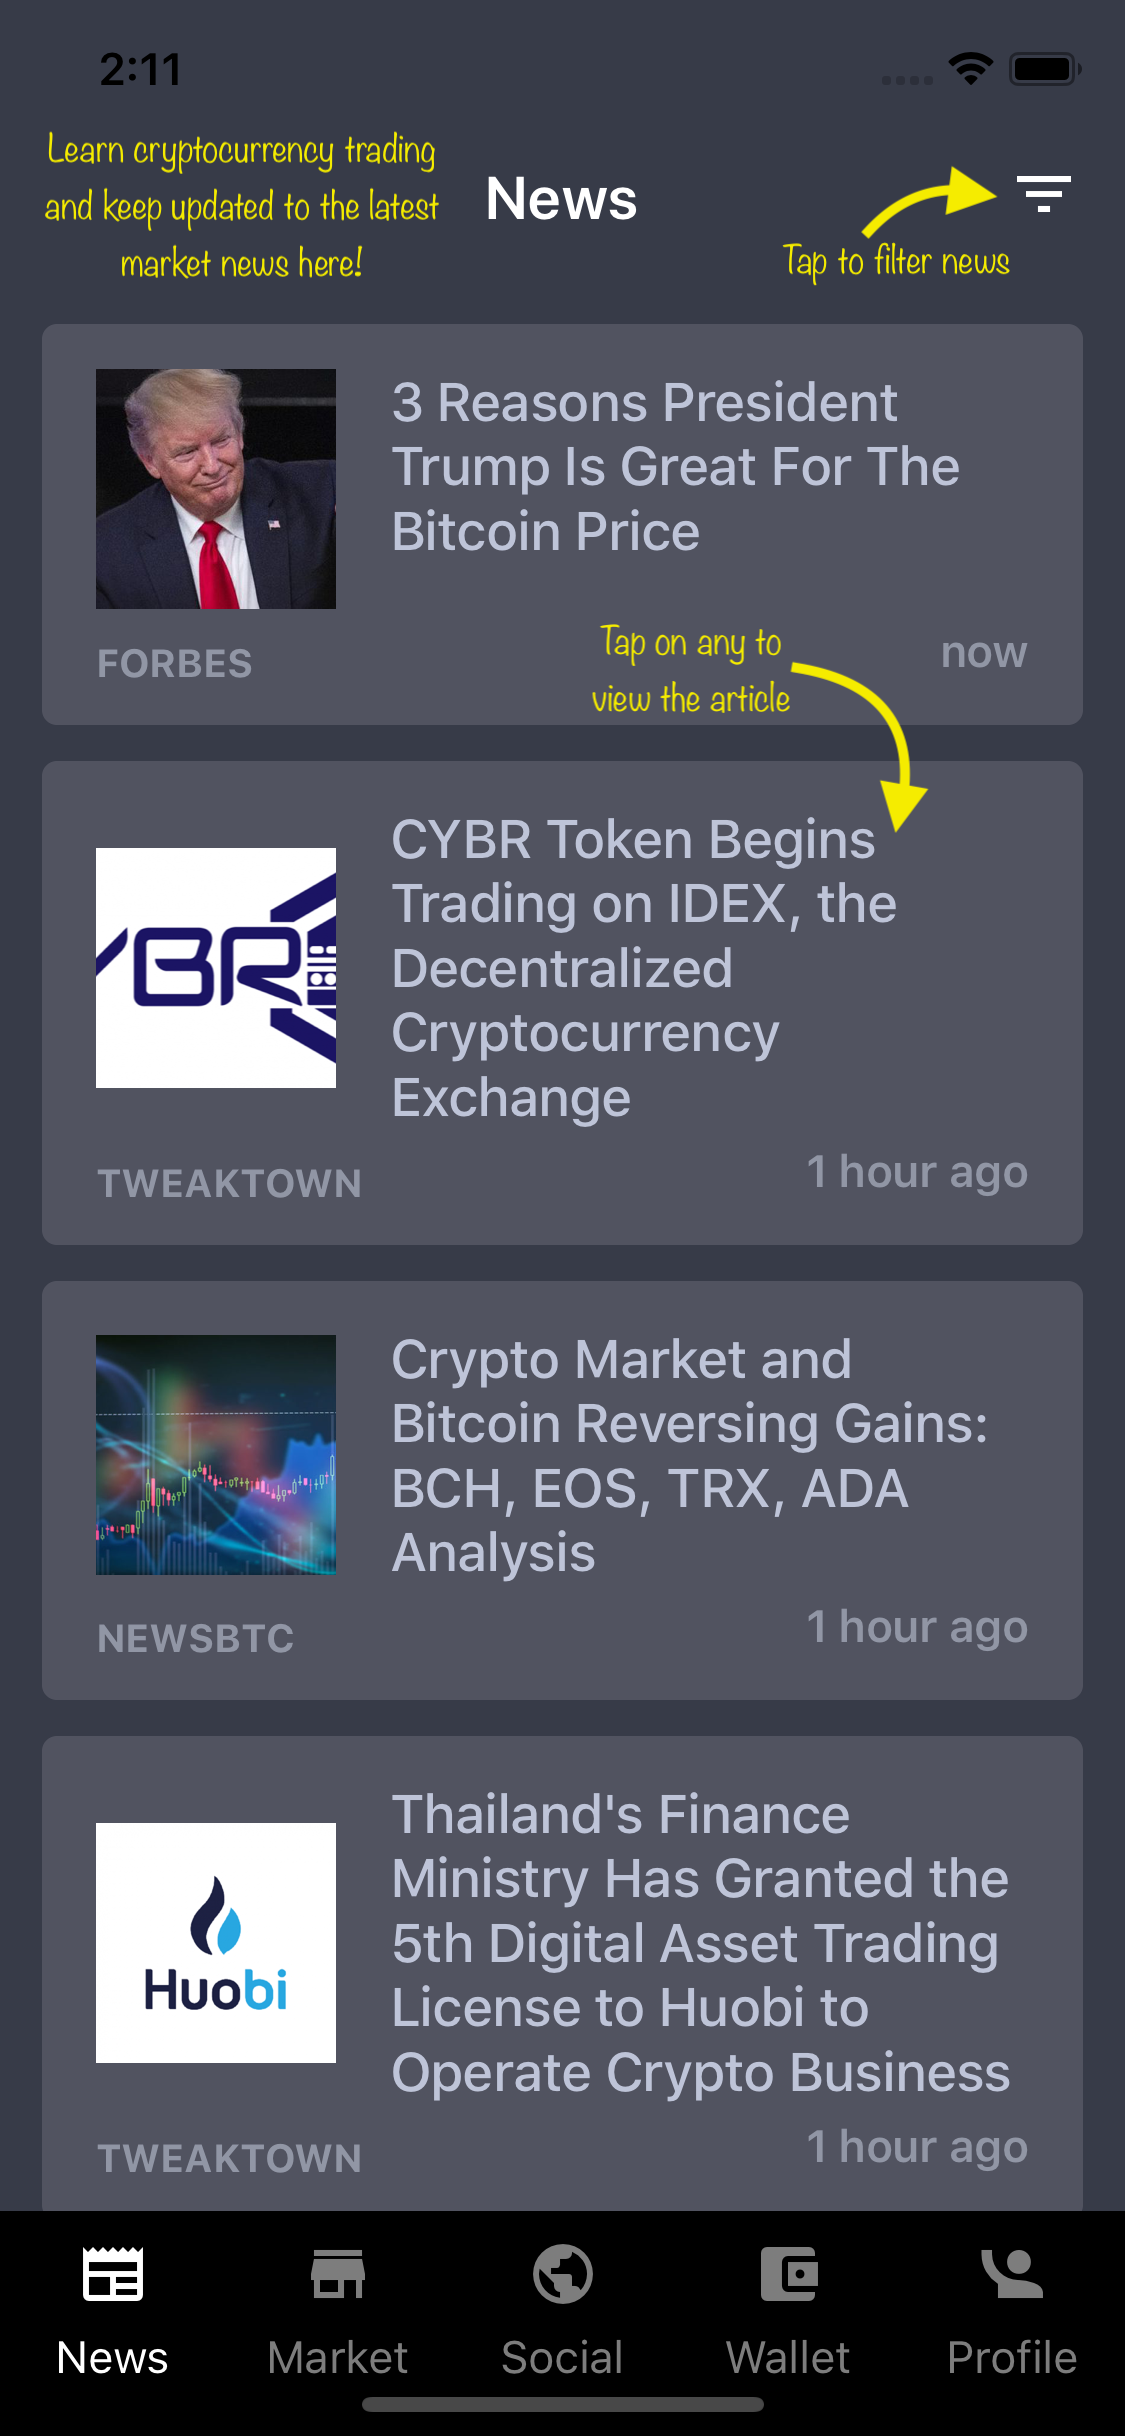 2:11
Learn cryptocurrency trading
and keep updated to the latest
market news here!
News
Tap to filter news
3 Reasons President
Trump Is Great For The
Bitcoin Price
FORBES
now
Tap on any to
view the article
CYBR Token Begins
Trading on IDEX, the
Decentralized
Cryptocurrency
Exchange
YBR
TWEAKTOWN
1 hour ago
Crypto Market and
Bitcoin Reversing Gains:
BCH, EOS, TRX, ADA
Analysis
NEWSBTC
1 hour ago
Thailand's Finance
Ministry Has Granted the
5th Digital Asset Trading
License to Huobi to
Operate Crypto Business
Huobi
TWEAKTOWN
1 hour ago
News
Market
Social
Wallet
Profile